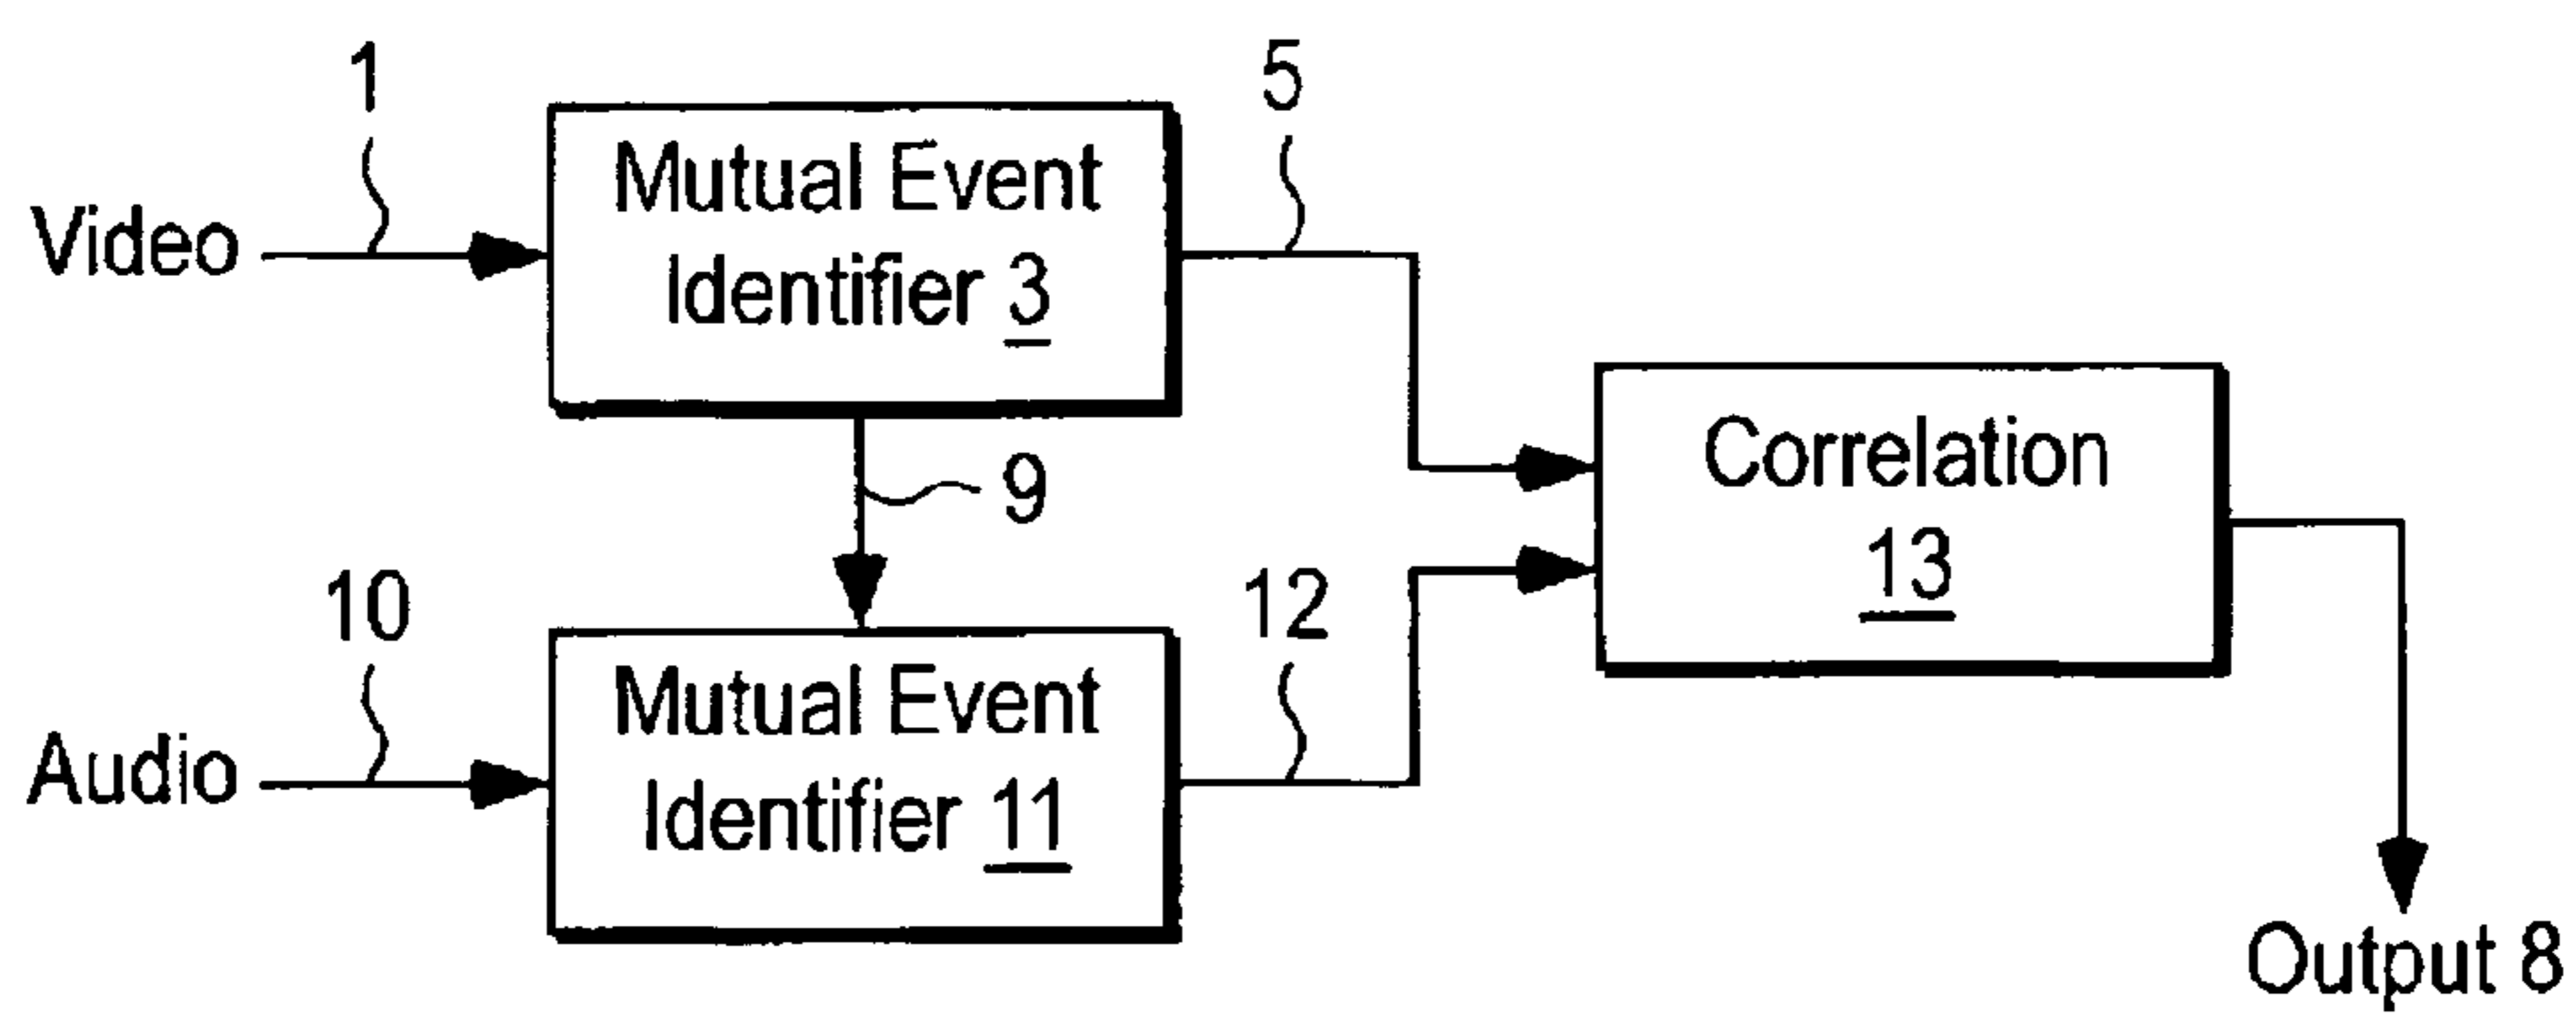 1
Video
Mutual Event
Identifier 3
5
9
Correlation
13
10
Audio
Mutual Event
Identifier 11
12
Output 8